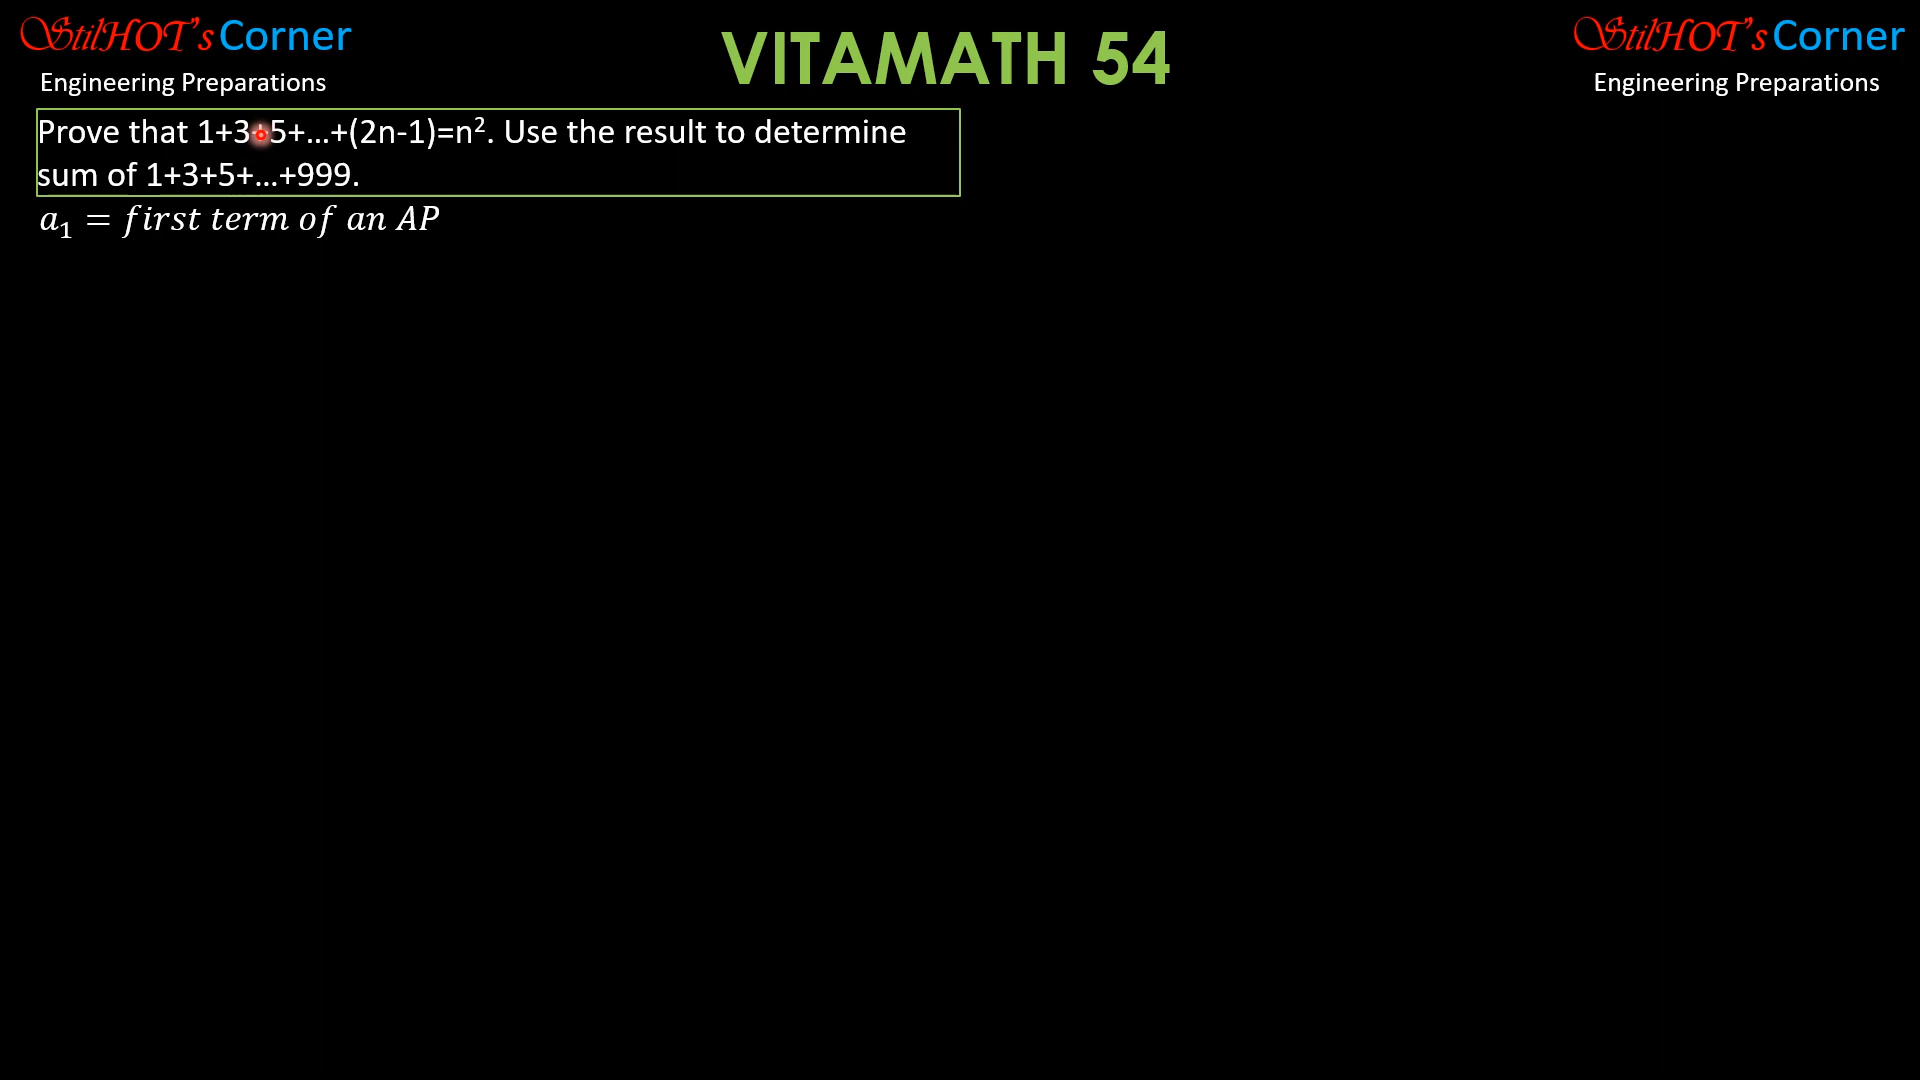 StilHOT's Corner
Engineering Preparations
VITAMATH 54
StilHOT's Corner
Engineering Preparations
Prove that 1+3+5+...+(2n-1)=n². Use the result to determine
sum of 1+3+5+...+999.
a₁ = first term of an AP